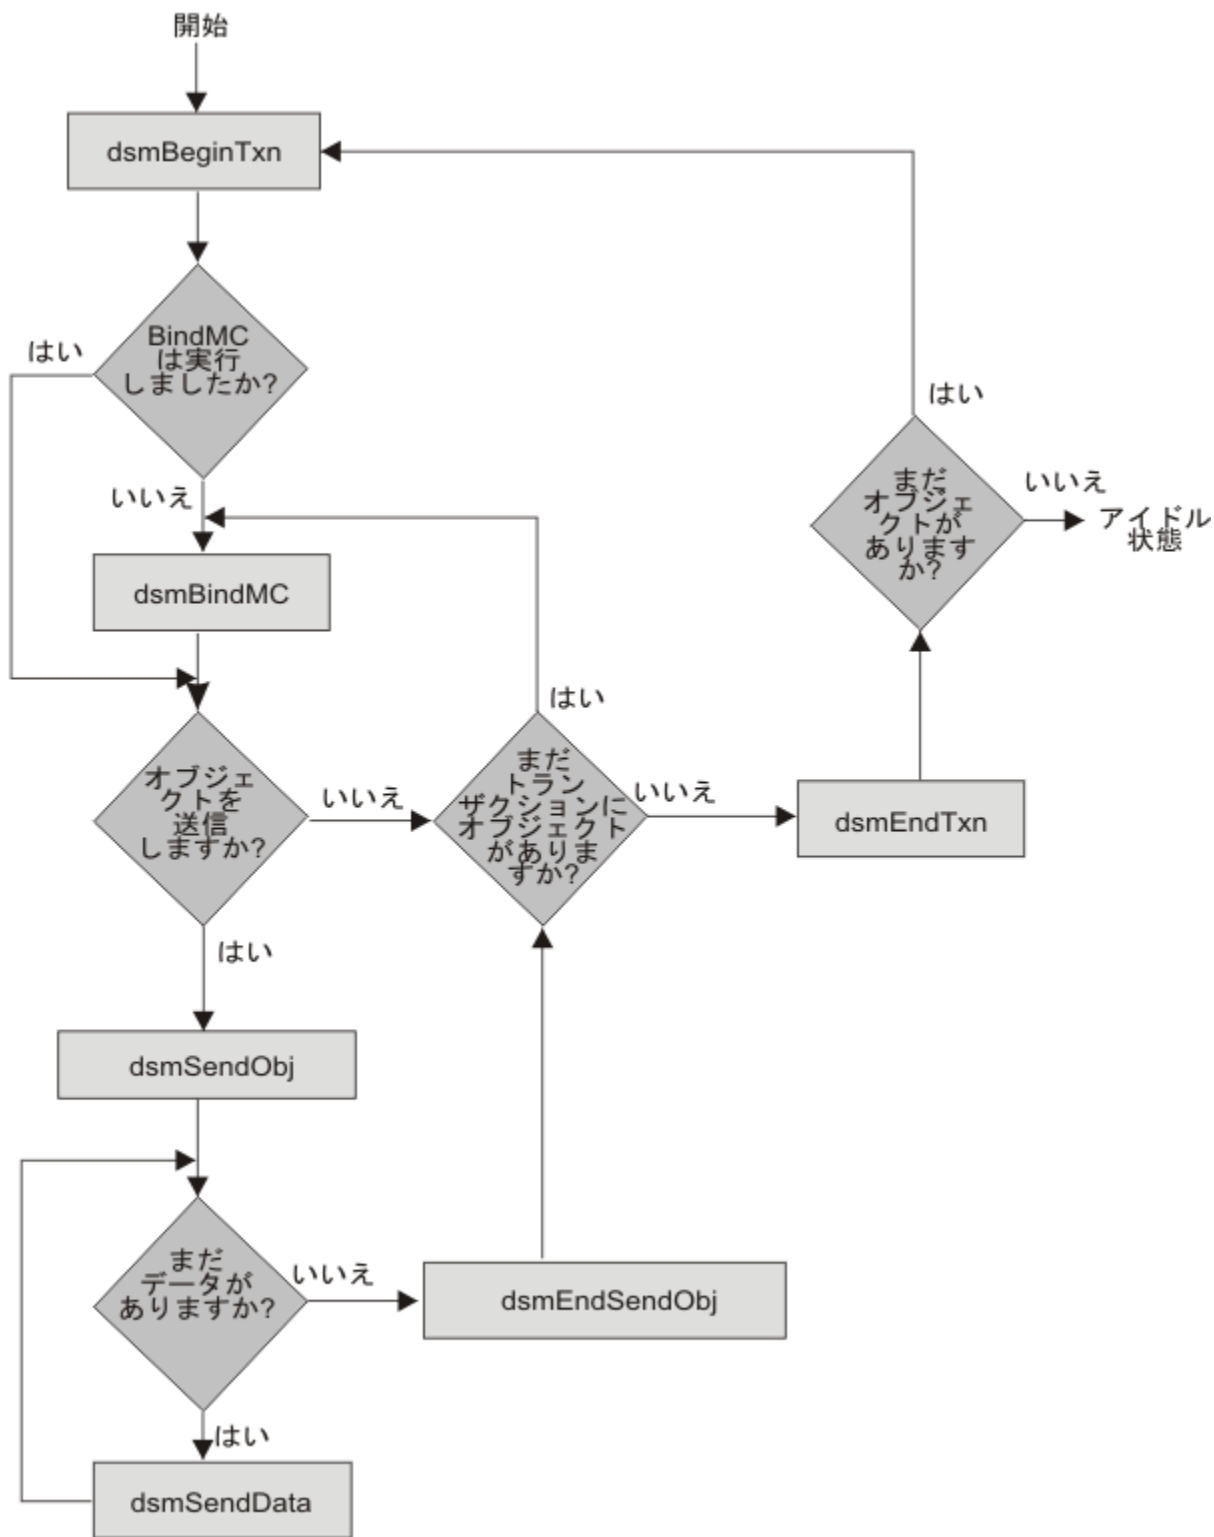 開始
dsmBeginTxn
BindMC
は実行
しましたか?
はい
いいえ
dsmBindMC
オブジェ
クトを
送信
しますか?
いいえ
はい
まだ
トラン
ザクションに
オブジェクト
がありま
すか?
はい
いいえ
dsmEndTxn
まだ
オブジェ
クトが
あります
か?
はい
いいえ
アイドル
状態
dsmSendObj
まだ
データが
ありますか?
いいえ
dsmEndSendObj
はい
dsmSendData